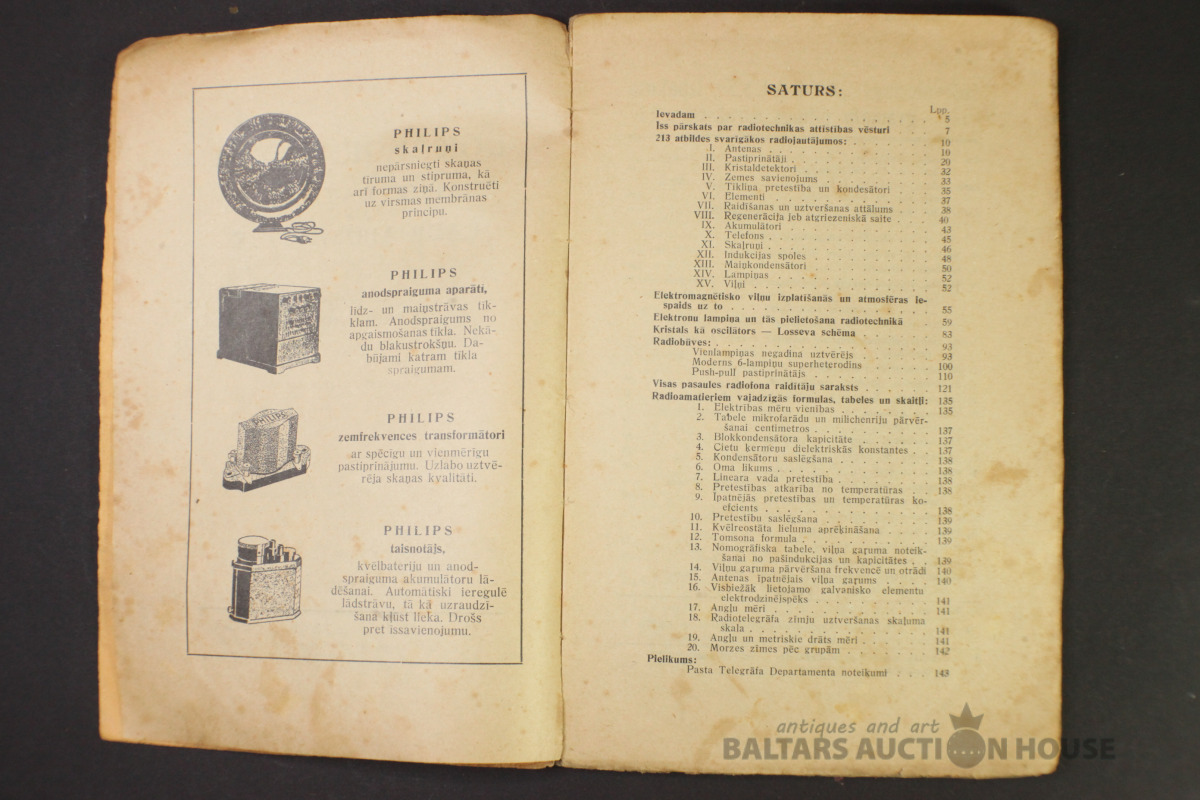 PHILIPS
skaļruņi
nepārsniegti skaņas
tīruma un stipruma, kā
arī formas ziņā. Konstruēti
uz virsmas membrānas
principu.
PHILIPS
anodspraiguma aparāti,
līdz- un maiņstrāvas tīk-
klam. Anodspraigums no
apgaismošanas tīkla. Nekā-
du blakustrokšņu. Da-
būjami katram tīkla
spraigumam.
PHILIPS
zemfrekvences transformātori
ar spēcīgu un vienmērīgu
pastiprinājumu. Uzlabo uztvē-
rēja skaņas kvalitāti.
PHILIPS
taisnotājs,
kvēlbateriju un anod-
spraiguma akumulātoru lā-
dēšanai. Automātiski ieregulē
lādstrāvu, tā kā uzraudzī-
šana kļūst lieka. Drošs
pret īssavienojumu.
SATURS:
Lpp.
Ievadam . . . 5
Īss pārskats par radiotechnikas attīstības vēsturi . . . 7
213 atbildes svarīgākos radiojautājumos: . . . 10
I. Antenas . . . 10
II. Pastiprinātāji . . . 20
III. Kristaldetektori . . . 32
IV. Zemes savienojums . . . 33
V. Tīkliņa pretestība un kondesātori . . . 35
VI. Elementi . . . 37
VII. Raidīšanas un uztveršanas attālums . . . 38
VIII. Regenerācija jeb atgriezeniskā saite . . . 40
IX. Akumulātori . . . 43
X. Telefons . . . 45
XI. Skaļruņi . . . 46
XII. Indukcijas spoles . . . 48
XIII. Maiņkondensātori . . . 50
XIV. Lampiņas . . . 52
XV. Viļņi . . . 52
Elektromagnētisko viļņu izplatīšanās un atmosfēras ie-
spaids uz to . . . 55
Elektronu lampiņa un tās pielietošana radiotechnikā 59
Kristals kā oscilātors — Losseva schēma . . . 83
Radiobūves: . . . 93
Vienlampiņas negadīna uztvērējs . . . 93
Moderns 6-lampiņu superheterodins . . . 100
Push-pull pastiprinātājs . . . 110
Visas pasaules radiofona raidītāju saraksts . . . 121
Radioamatieriem vajadzīgās formulas, tabeles un skaitļi: 135
1. Elektrības mēru vienības . . . 135
2. Tabele mikrofarādu un milichenriju pārvēr-
šanai centimetros . . . 137
3. Blokkondensātora kapicitāte . . . 137
4. Cietu ķermeņu dielektriskās konstantes . . . 137
5. Kondensātoru saslēgšana . . . 138
6. Oma likums . . . 138
7. Lineara vada pretestība . . . 138
8. Pretestības atkarība no temperatūras . . . 138
9. Īpatnējās pretestības un temperatūras ko-
efcients . . . 138
10. Pretestību saslēgšana . . . 139
11. Kvēlreostāta lieluma aprēķināšana . . . 139
12. Tomsona formula . . . 139
13. Nomogrāfiska tabele, viļņa gaŗuma noteik-
šanai no pašindukcijas un kapicitātes . . . 139
14. Viļņu gaŗuma pārvēršana frekvencē un otrādi 140
15. Antenas īpatnējais viļņa gaŗums . . . 140
16. Visbiežāk lietojamo galvanisko elementu
elektrodzinējspēks . . . 141
17. Angļu mēri . . . 141
18. Radiotelegrāfa zīmju uztveršanas skaļuma
skaļa . . . 141
19. Angļu un metriskie drāts mēri . . . 141
20. Morzes zīmes pēc grupām . . . 142
Pielikums:
Pasta Telegrāfa Departamenta noteikumi . . . 143
antiques and art
BALTARS AUCTION HOUSE